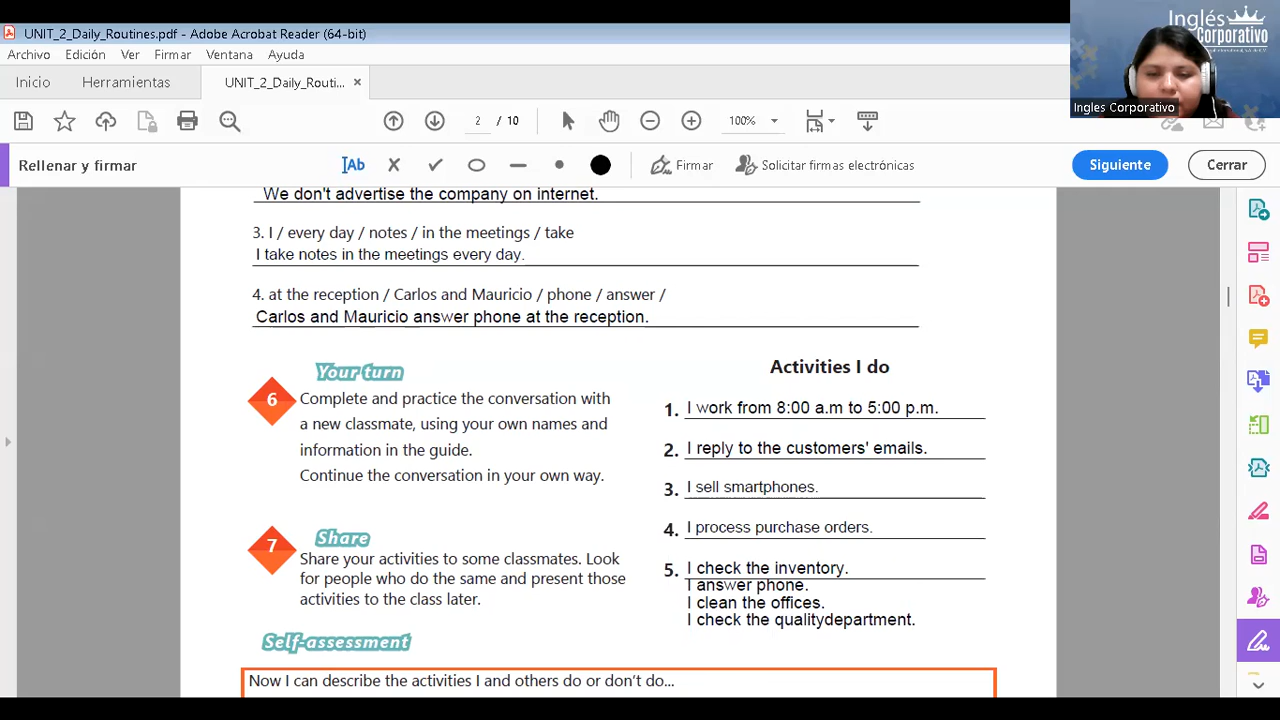 UNIT_2_Daily_Routines.pdf - Adobe Acrobat Reader (64-bit)
Archivo Edición Ver Firmar Ventana Ayuda
Inicio Herramientas UNIT_2_Daily_Routi... ×
2 / 10 100%
Rellenar y firmar IAb Firmar Solicitar firmas electrónicas Siguiente Cerrar
Inglés
Corporativo
Ingles Corporativo
We don't advertise the company on internet.
3. I / every day / notes / in the meetings / take
I take notes in the meetings every day.
4. at the reception / Carlos and Mauricio / phone / answer /
Carlos and Mauricio answer phone at the reception.
Your turn
6
Complete and practice the conversation with
a new classmate, using your own names and
information in the guide.
Continue the conversation in your own way.
7
Share
Share your activities to some classmates. Look
for people who do the same and present those
activities to the class later.
Activities I do
1. I work from 8:00 a.m to 5:00 p.m.
2. I reply to the customers' emails.
3. I sell smartphones.
4. I process purchase orders.
5. I check the inventory.
I answer phone.
I clean the offices.
I check the qualitydepartment.
Self-assessment
Now I can describe the activities I and others do or don't do...